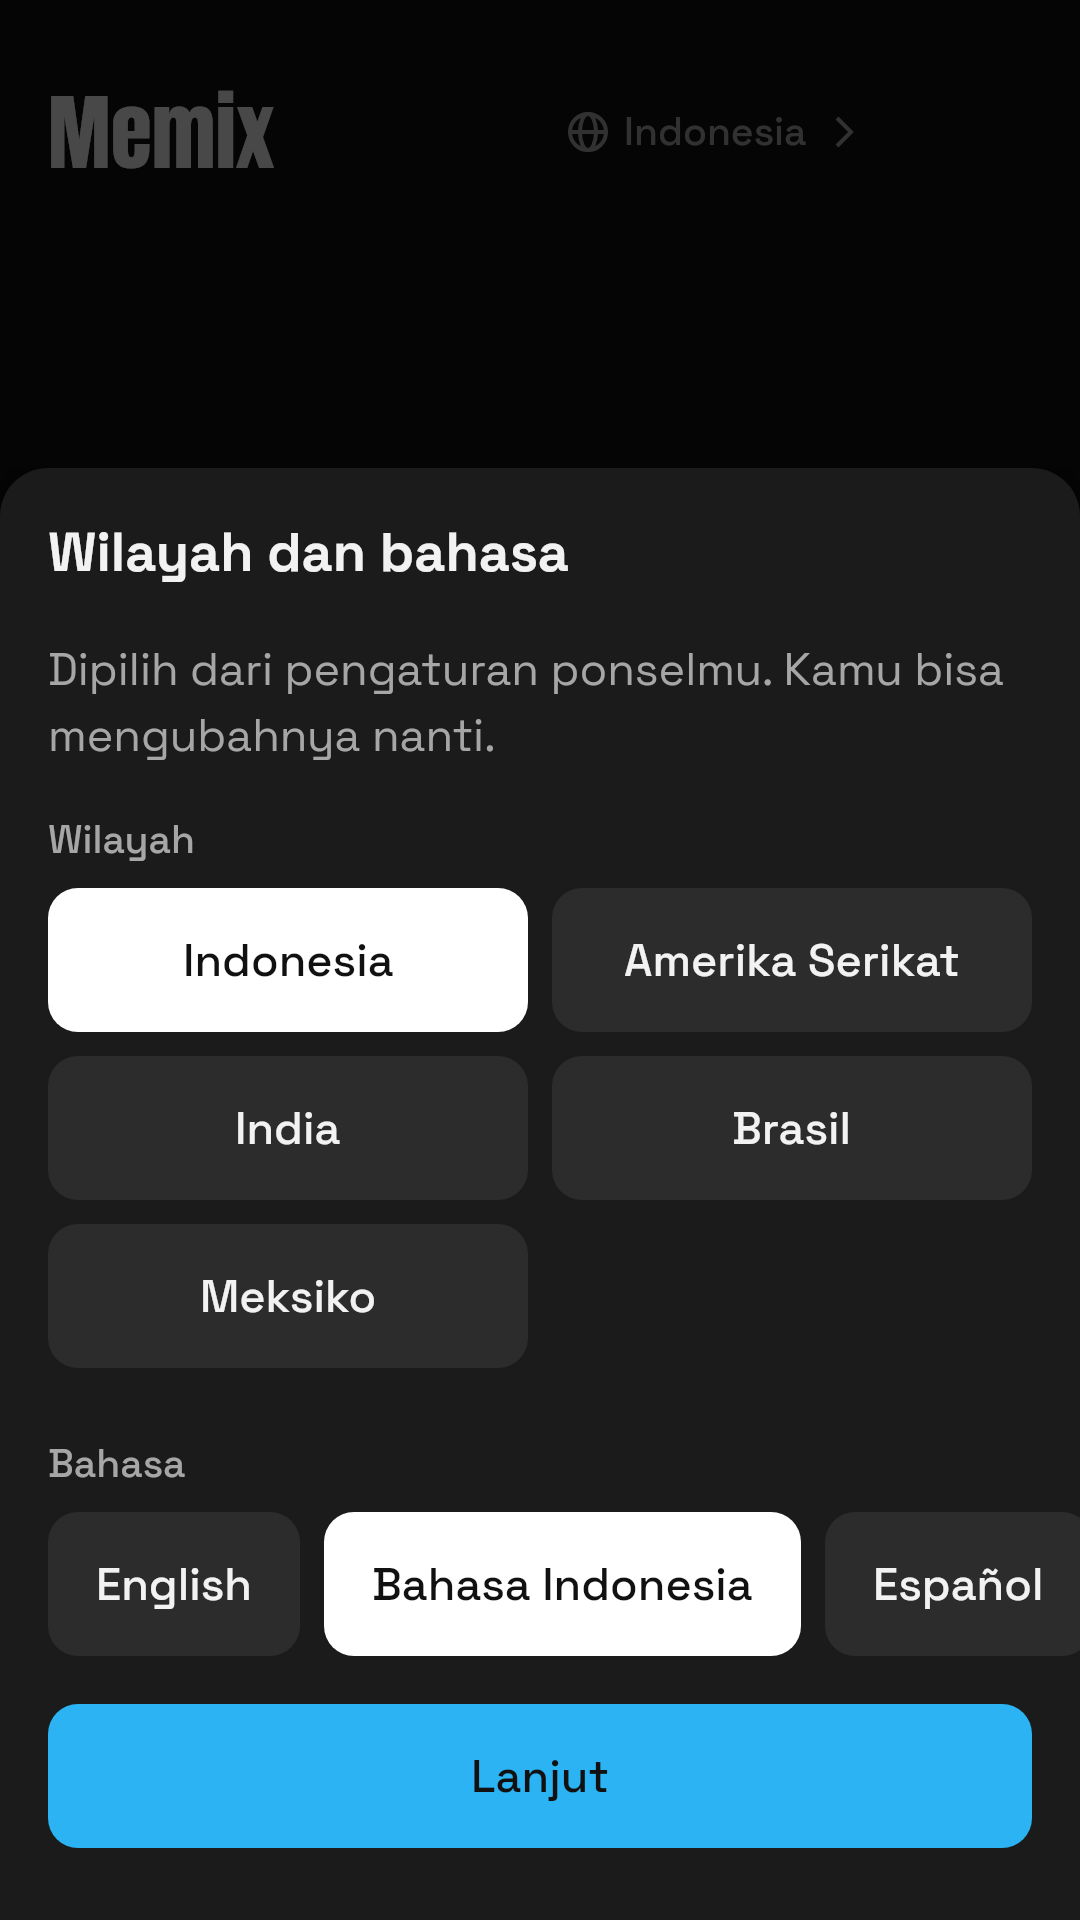 Memix
Indonesia
Wilayah dan bahasa
Dipilih dari pengaturan ponselmu. Kamu bisa
mengubahnya nanti.
Wilayah
Indonesia
Amerika Serikat
India
Brasil
Meksiko
Bahasa
English
Bahasa Indonesia
Español
Lanjut